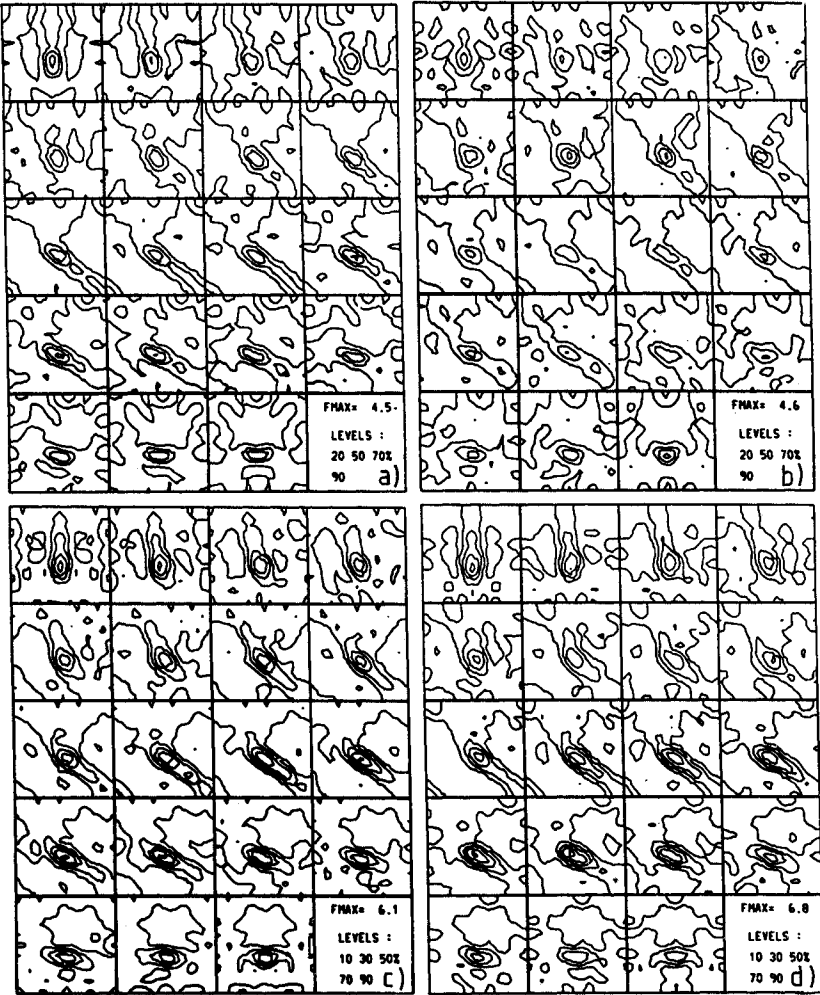 FMAX= 4.5-
LEVELS :
20 50 70%
90 a)
FMAX= 4.6
LEVELS :
20 50 70%
90 b)
FMAX= 6.1
LEVELS :
10 30 50%
70 90 c)
FMAX= 6.8
LEVELS :
10 30 50%
70 90 d)